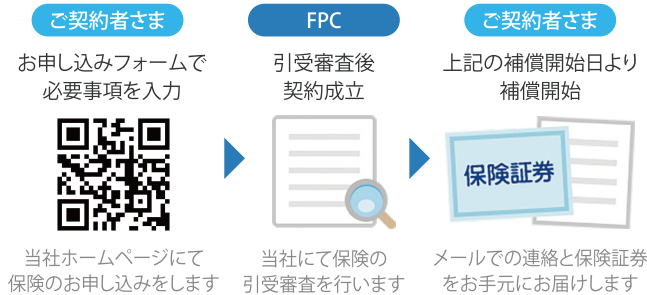 ご契約者さま
お申し込みフォームで
必要事項を入力
当社ホームページにて
保険のお申し込みをします
FPC
引受審査後
契約成立
当社にて保険の
引受審査を行います
ご契約者さま
上記の補償開始日より
補償開始
保険証券
メールでの連絡と保険証券
をお手元にお届けします